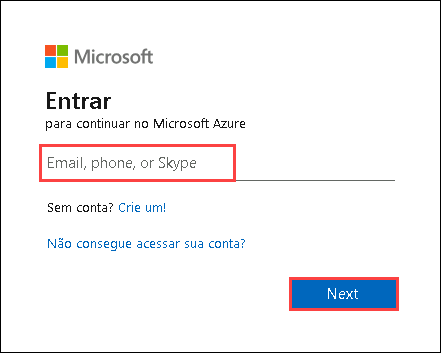 Microsoft
Entrar
para continuar no Microsoft Azure
Email, phone, or Skype
Sem conta? Crie um!
Não consegue acessar sua conta?
Next